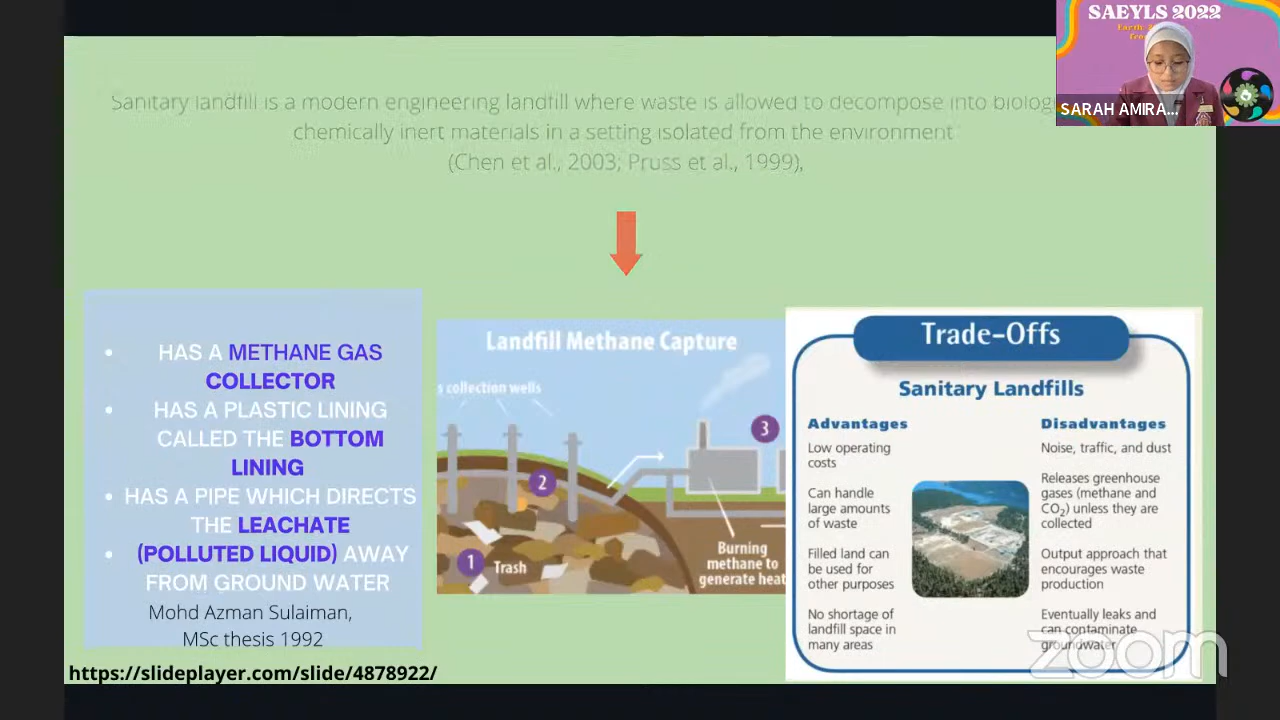 SAEYLS 2022
SARAH AMIRA...
Sanitary landfill is a modern engineering landfill where waste is allowed to decompose into biolog
chemically inert materials in a setting isolated from the environment
(Chen et al., 2003; Pruss et al., 1999),
• HAS A METHANE GAS
COLLECTOR
• HAS A PLASTIC LINING
CALLED THE BOTTOM
LINING
• HAS A PIPE WHICH DIRECTS
THE LEACHATE
• (POLLUTED LIQUID) AWAY
FROM GROUND WATER
Mohd Azman Sulaiman,
MSc thesis 1992
https://slideplayer.com/slide/4878922/
Landfill Methane Capture
s collection wells
3
2
1 Trash
Burning
methane to
generate heat
Trade-Offs
Sanitary Landfills
Advantages
Low operating
costs
Can handle
large amounts
of waste
Filled land can
be used for
other purposes
No shortage of
landfill space in
many areas
Disadvantages
Noise, traffic, and dust
Releases greenhouse
gases (methane and
CO₂) unless they are
collected
Output approach that
encourages waste
production
Eventually leaks and
can contaminate
groundwater
zoom